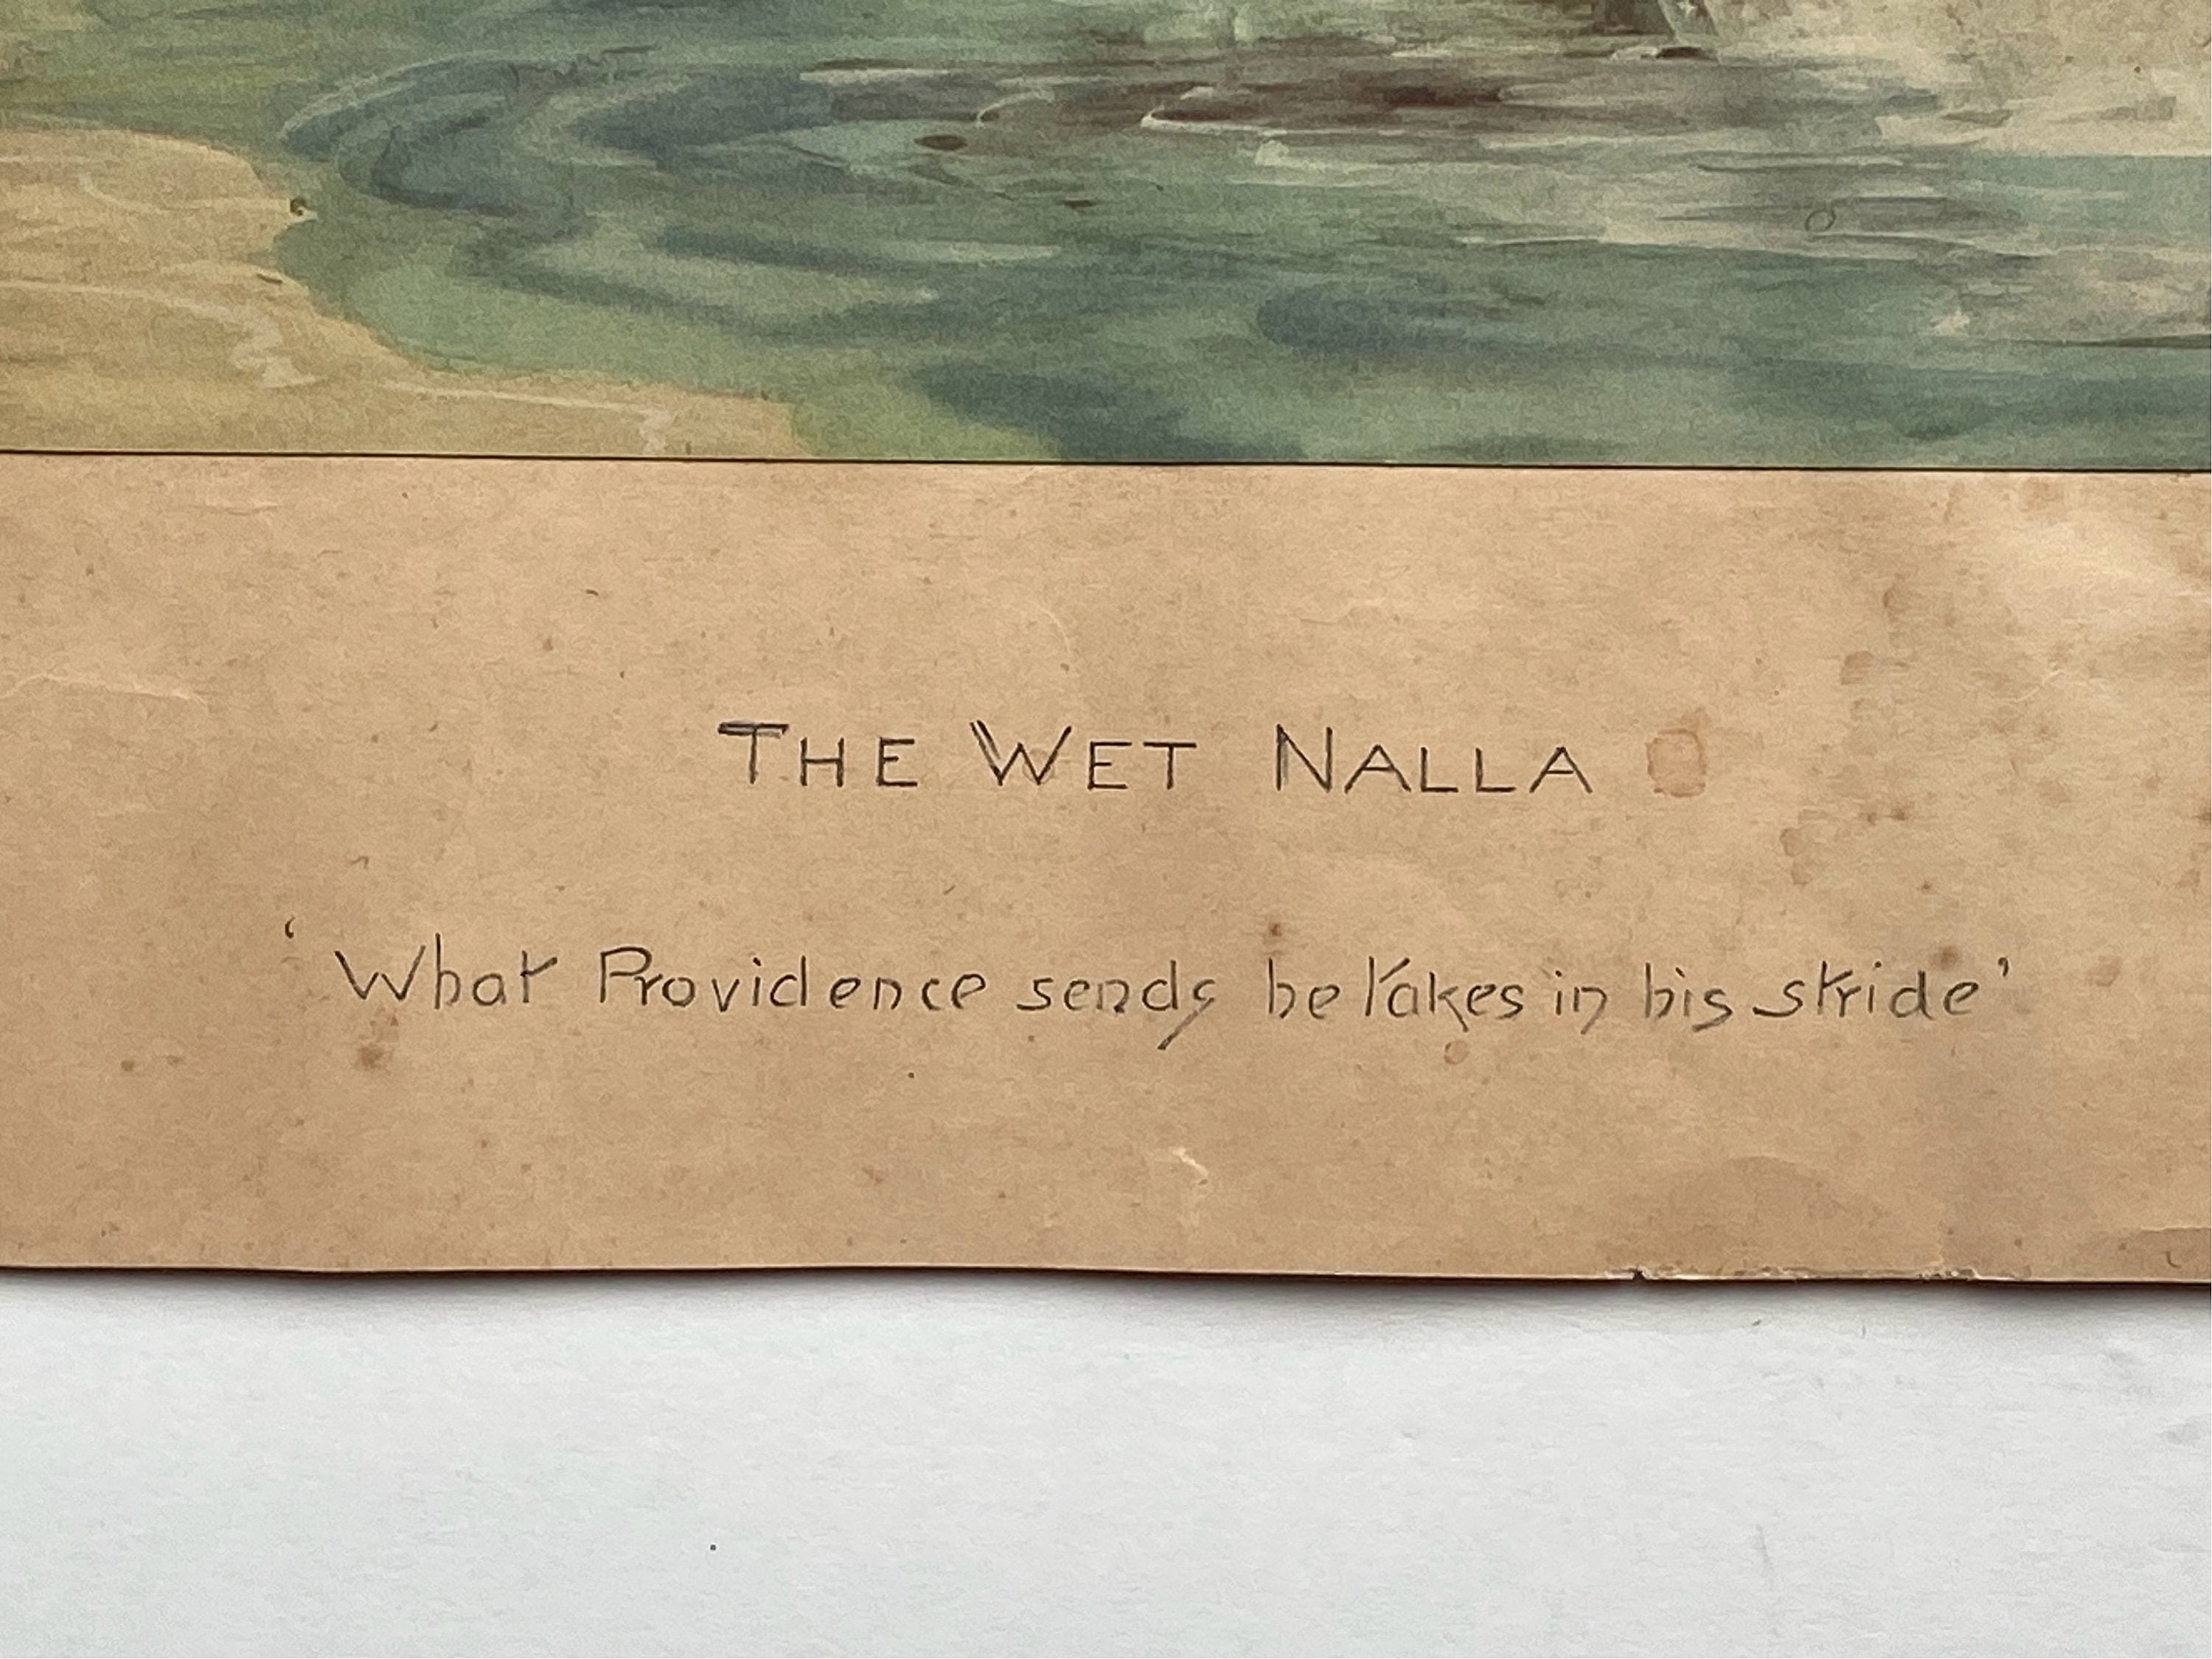 THE WET NALLA
‘What Providence sends he takes in his stride’